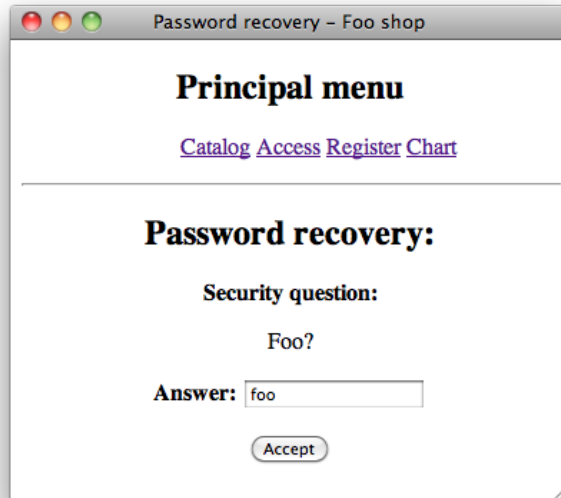 Password recovery – Foo shop
Principal menu
Catalog Access Register Chart
Password recovery:
Security question:
Foo?
Answer: foo
Accept